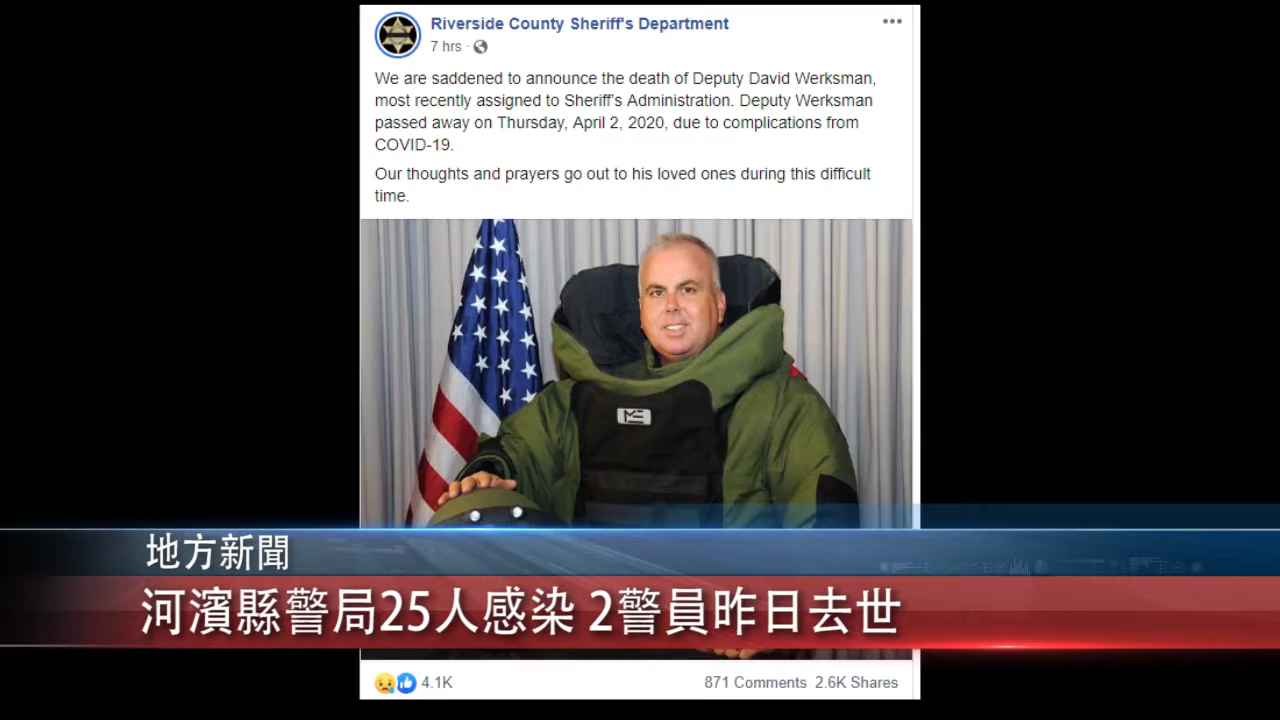 Riverside County Sheriff's Department
7 hrs ·
We are saddened to announce the death of Deputy David Werksman,
most recently assigned to Sheriff's Administration. Deputy Werksman
passed away on Thursday, April 2, 2020, due to complications from
COVID-19.
Our thoughts and prayers go out to his loved ones during this difficult
time.
地方新聞
河濱縣警局25人感染 2警員昨日去世
4.1K 871 Comments 2.6K Shares